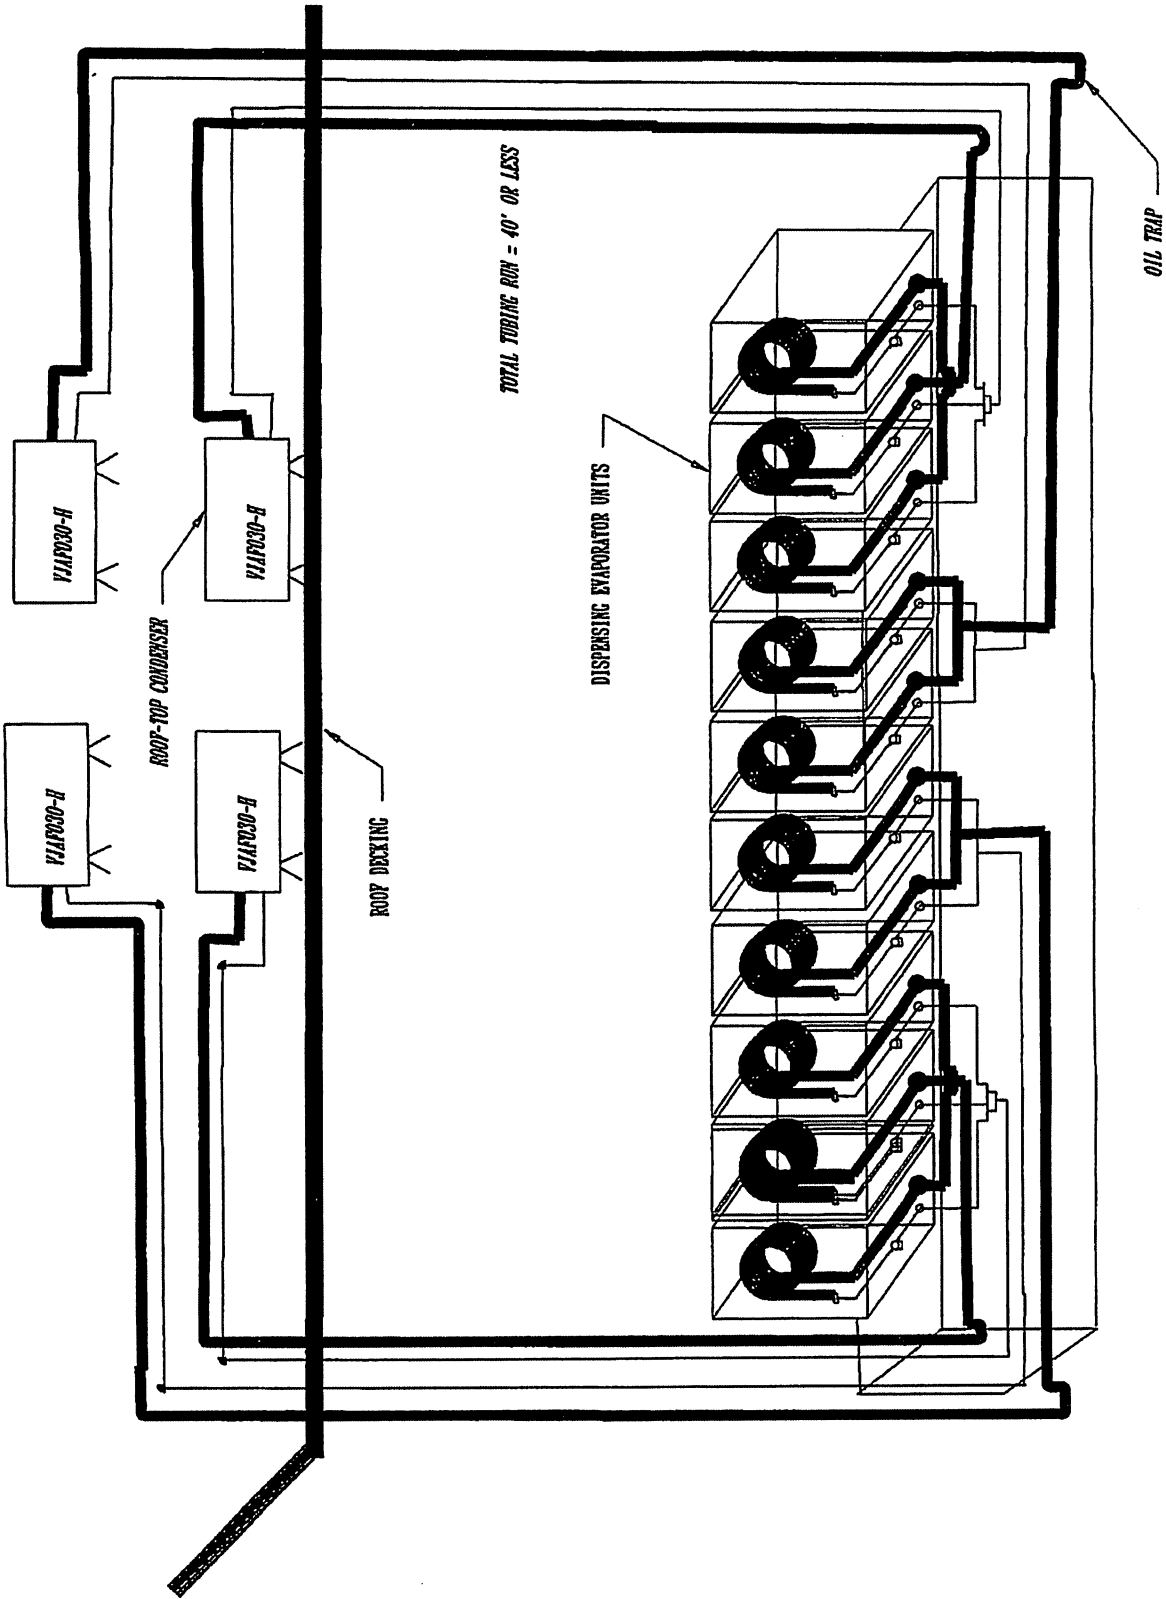 VJAF030-H
VJAF030-H
VJAF030-H
VJAF030-H
ROOF-TOP CONDENSER
ROOF DECKING
TOTAL TUBING RUN = 40' OR LESS
DISPENSING EVAPORATOR UNITS
OIL TRAP